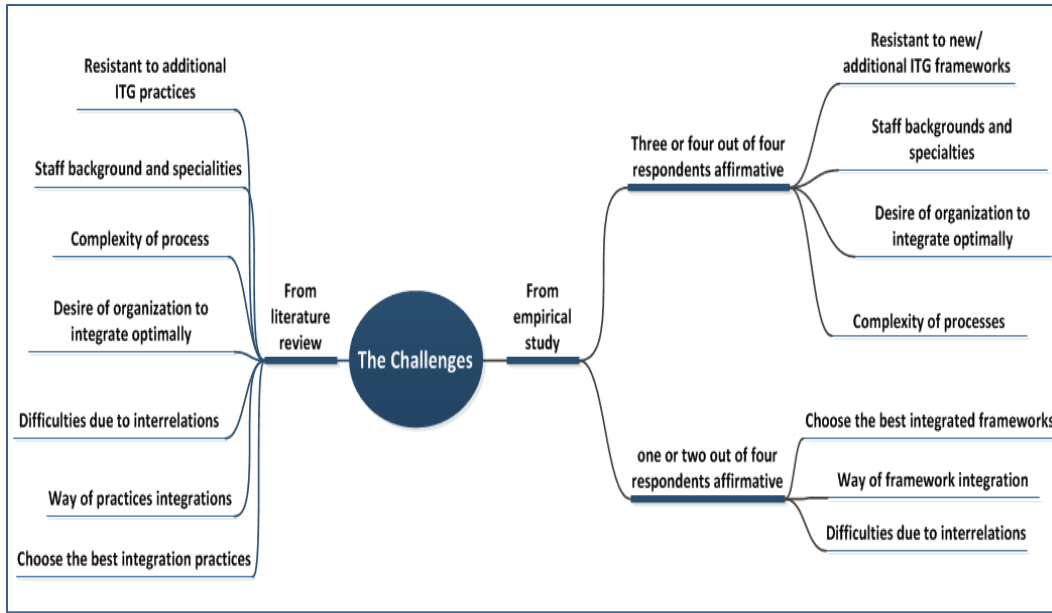 Resistant to additional
ITG practices
Staff background and specialities
Complexity of process
Desire of organization to
integrate optimally
Difficulties due to interrelations
Way of practices integrations
Choose the best integration practices
From
literature
review
The Challenges
From
empirical
study
Three or four out of four
respondents affirmative
Resistant to new/
additional ITG frameworks
Staff backgrounds and
specialties
Desire of organization to
integrate optimally
Complexity of processes
one or two out of four
respondents affirmative
Choose the best integrated frameworks
Way of framework integration
Difficulties due to interrelations